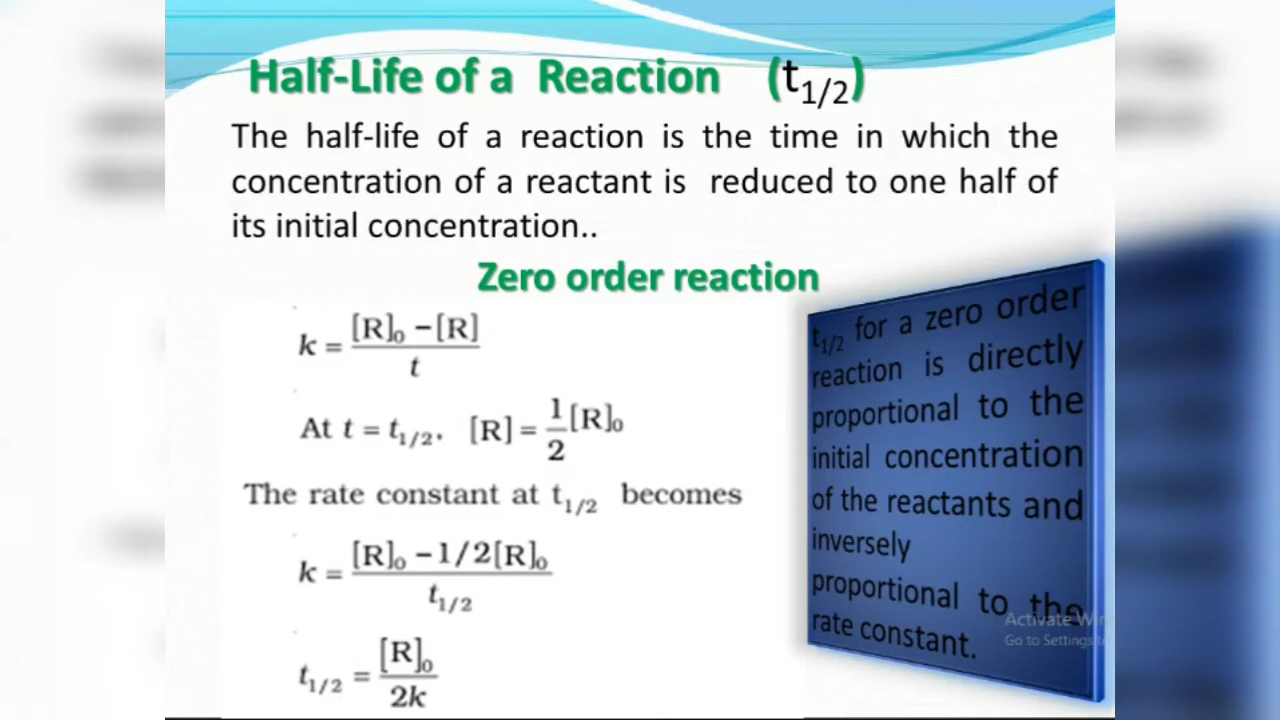 Half-Life of a Reaction (t1/2)
The half-life of a reaction is the time in which the
concentration of a reactant is reduced to one half of
its initial concentration..
Zero order reaction
k = [R]₀ − [R] / t
At t = t1/2, [R] = 1/2 [R]₀
The rate constant at t1/2 becomes
k = [R]₀ − 1/2[R]₀ / t1/2
t1/2 = [R]₀ / 2k
t1/2 for a zero order
reaction is directly
proportional to the
initial concentration
of the reactants and
inversely
proportional to the
rate constant.
Activate
Go to Settings